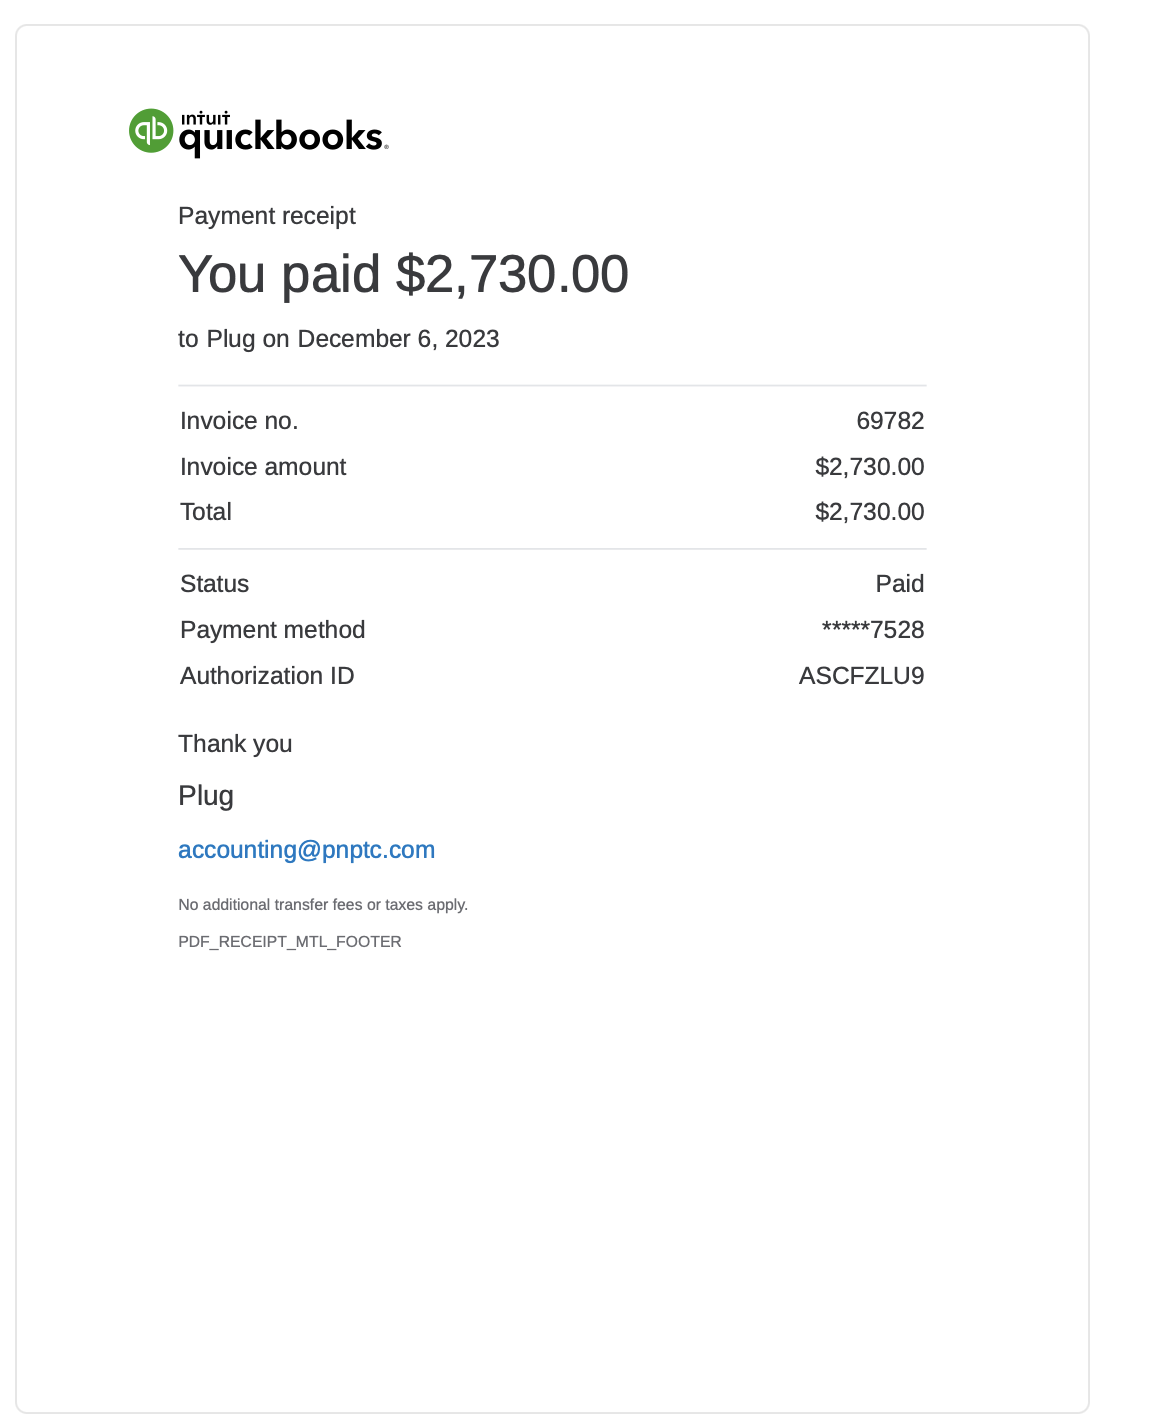 intuit
quickbooks®
Payment receipt
You paid $2,730.00
to Plug on December 6, 2023
Invoice no. 69782
Invoice amount $2,730.00
Total $2,730.00
Status Paid
Payment method *****7528
Authorization ID ASCFZLU9
Thank you
Plug
accounting@pnptc.com
No additional transfer fees or taxes apply.
PDF_RECEIPT_MTL_FOOTER